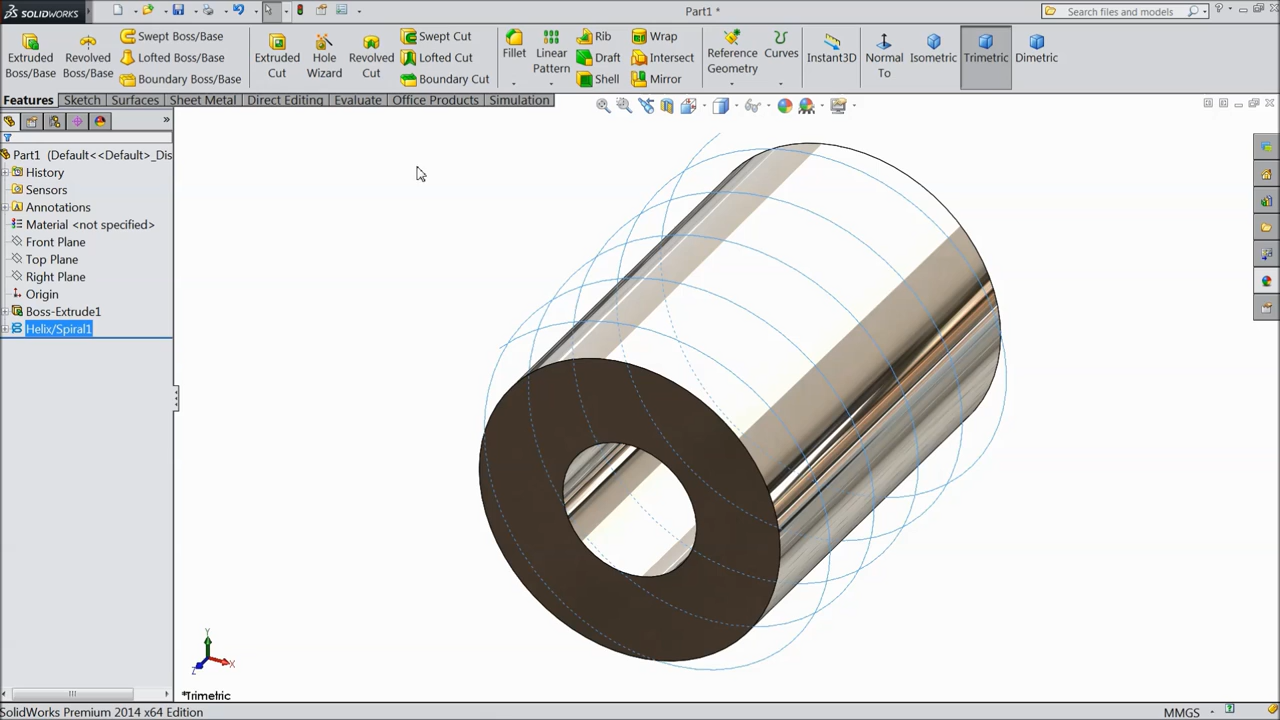 SOLIDWORKS
Part1 *
Search files and models
Extruded Boss/Base
Revolved Boss/Base
Swept Boss/Base
Lofted Boss/Base
Boundary Boss/Base
Extruded Cut
Hole Wizard
Revolved Cut
Swept Cut
Lofted Cut
Boundary Cut
Fillet
Linear Pattern
Rib
Draft
Shell
Wrap
Intersect
Mirror
Reference Geometry
Curves
Instant3D
Normal To
Isometric
Trimetric
Dimetric
Features Sketch Surfaces Sheet Metal Direct Editing Evaluate Office Products Simulation
Part1 (Default<<Default>_Dis
History
Sensors
Annotations
Material <not specified>
Front Plane
Top Plane
Right Plane
Origin
Boss-Extrude1
Helix/Spiral1
Y
X
Z
*Trimetric
SolidWorks Premium 2014 x64 Edition
MMGS